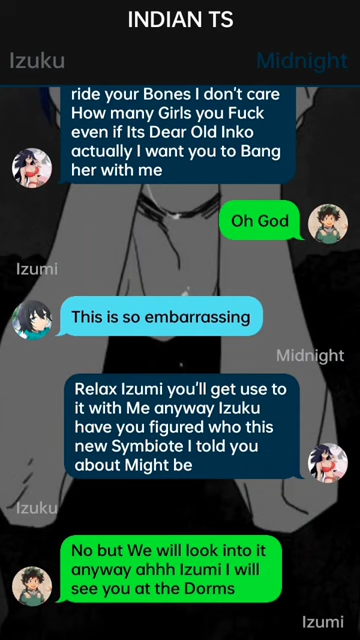 INDIAN TS
Izuku Midnight
ride your Bones I don't care
How many Girls you Fuck
even if Its Dear Old Inko
actually I want you to Bang
her with me
Oh God
Izumi
This is so embarrassing
Midnight
Relax Izumi you'll get use to
it with Me anyway Izuku
have you figured who this
new Symbiote I told you
about Might be
Izuku
No but We will look into it
anyway ahhh Izumi I will
see you at the Dorms
Izumi